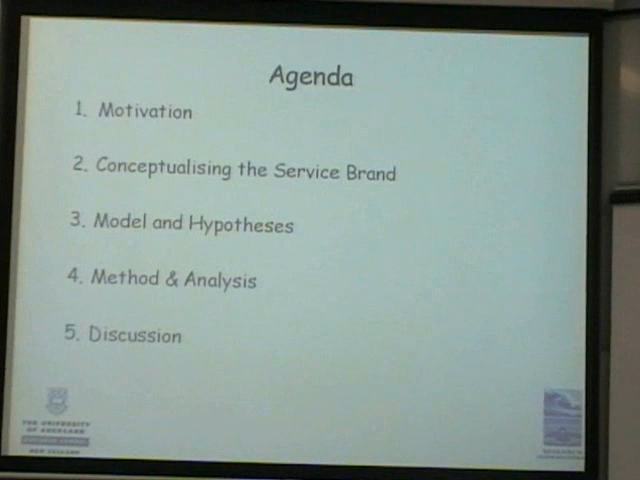 Agenda
1. Motivation
2. Conceptualising the Service Brand
3. Model and Hypotheses
4. Method & Analysis
5. Discussion
THE UNIVERSITY
OF AUCKLAND
NEW ZEALAND